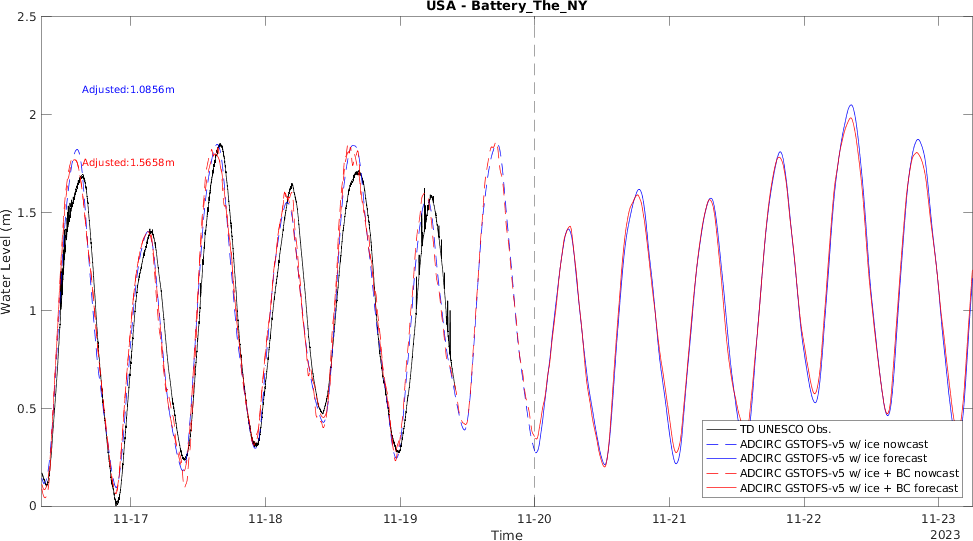 USA - Battery_The_NY
2.5
Adjusted:1.0856m
2
Adjusted:1.5658m
1.5
Water Level (m)
1
0.5
TD UNESCO Obs.
ADCIRC GSTOFS-v5 w/ ice nowcast
ADCIRC GSTOFS-v5 w/ ice forecast
ADCIRC GSTOFS-v5 w/ ice + BC nowcast
ADCIRC GSTOFS-v5 w/ ice + BC forecast
0
11-17 11-18 11-19 11-20 11-21 11-22 11-23
Time 2023